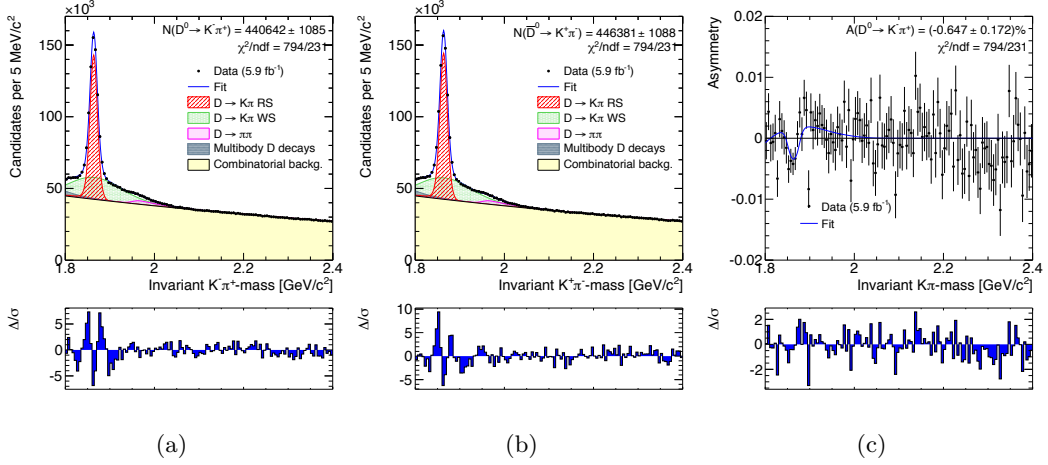 ×10³
N(D⁰ → K⁻π⁺) = 440642 ± 1085
χ²/ndf = 794/231
Data (5.9 fb⁻¹)
Fit
D → Kπ RS
D → Kπ WS
D → ππ
Multibody D decays
Combinatorial backg.
Candidates per 5 MeV/c²
150
100
50
0
1.8
2
2.2
2.4
Invariant K⁻π⁺-mass [GeV/c²]
Δ/σ
5
0
-5
(a)
×10³
N(D̅⁰ → K⁺π⁻) = 446381 ± 1088
χ²/ndf = 794/231
Data (5.9 fb⁻¹)
Fit
D → Kπ RS
D → Kπ WS
D → ππ
Multibody D decays
Combinatorial backg.
Candidates per 5 MeV/c²
150
100
50
0
1.8
2
2.2
2.4
Invariant K⁺π⁻-mass [GeV/c²]
Δ/σ
10
5
0
-5
(b)
A(D⁰ → K⁻π⁺) = (-0.647 ± 0.172)%
χ²/ndf = 794/231
Asymmetry
0.02
0.01
0
-0.01
-0.02
Data (5.9 fb⁻¹)
Fit
1.8
2
2.2
2.4
Invariant Kπ-mass [GeV/c²]
Δ/σ
2
0
-2
(c)